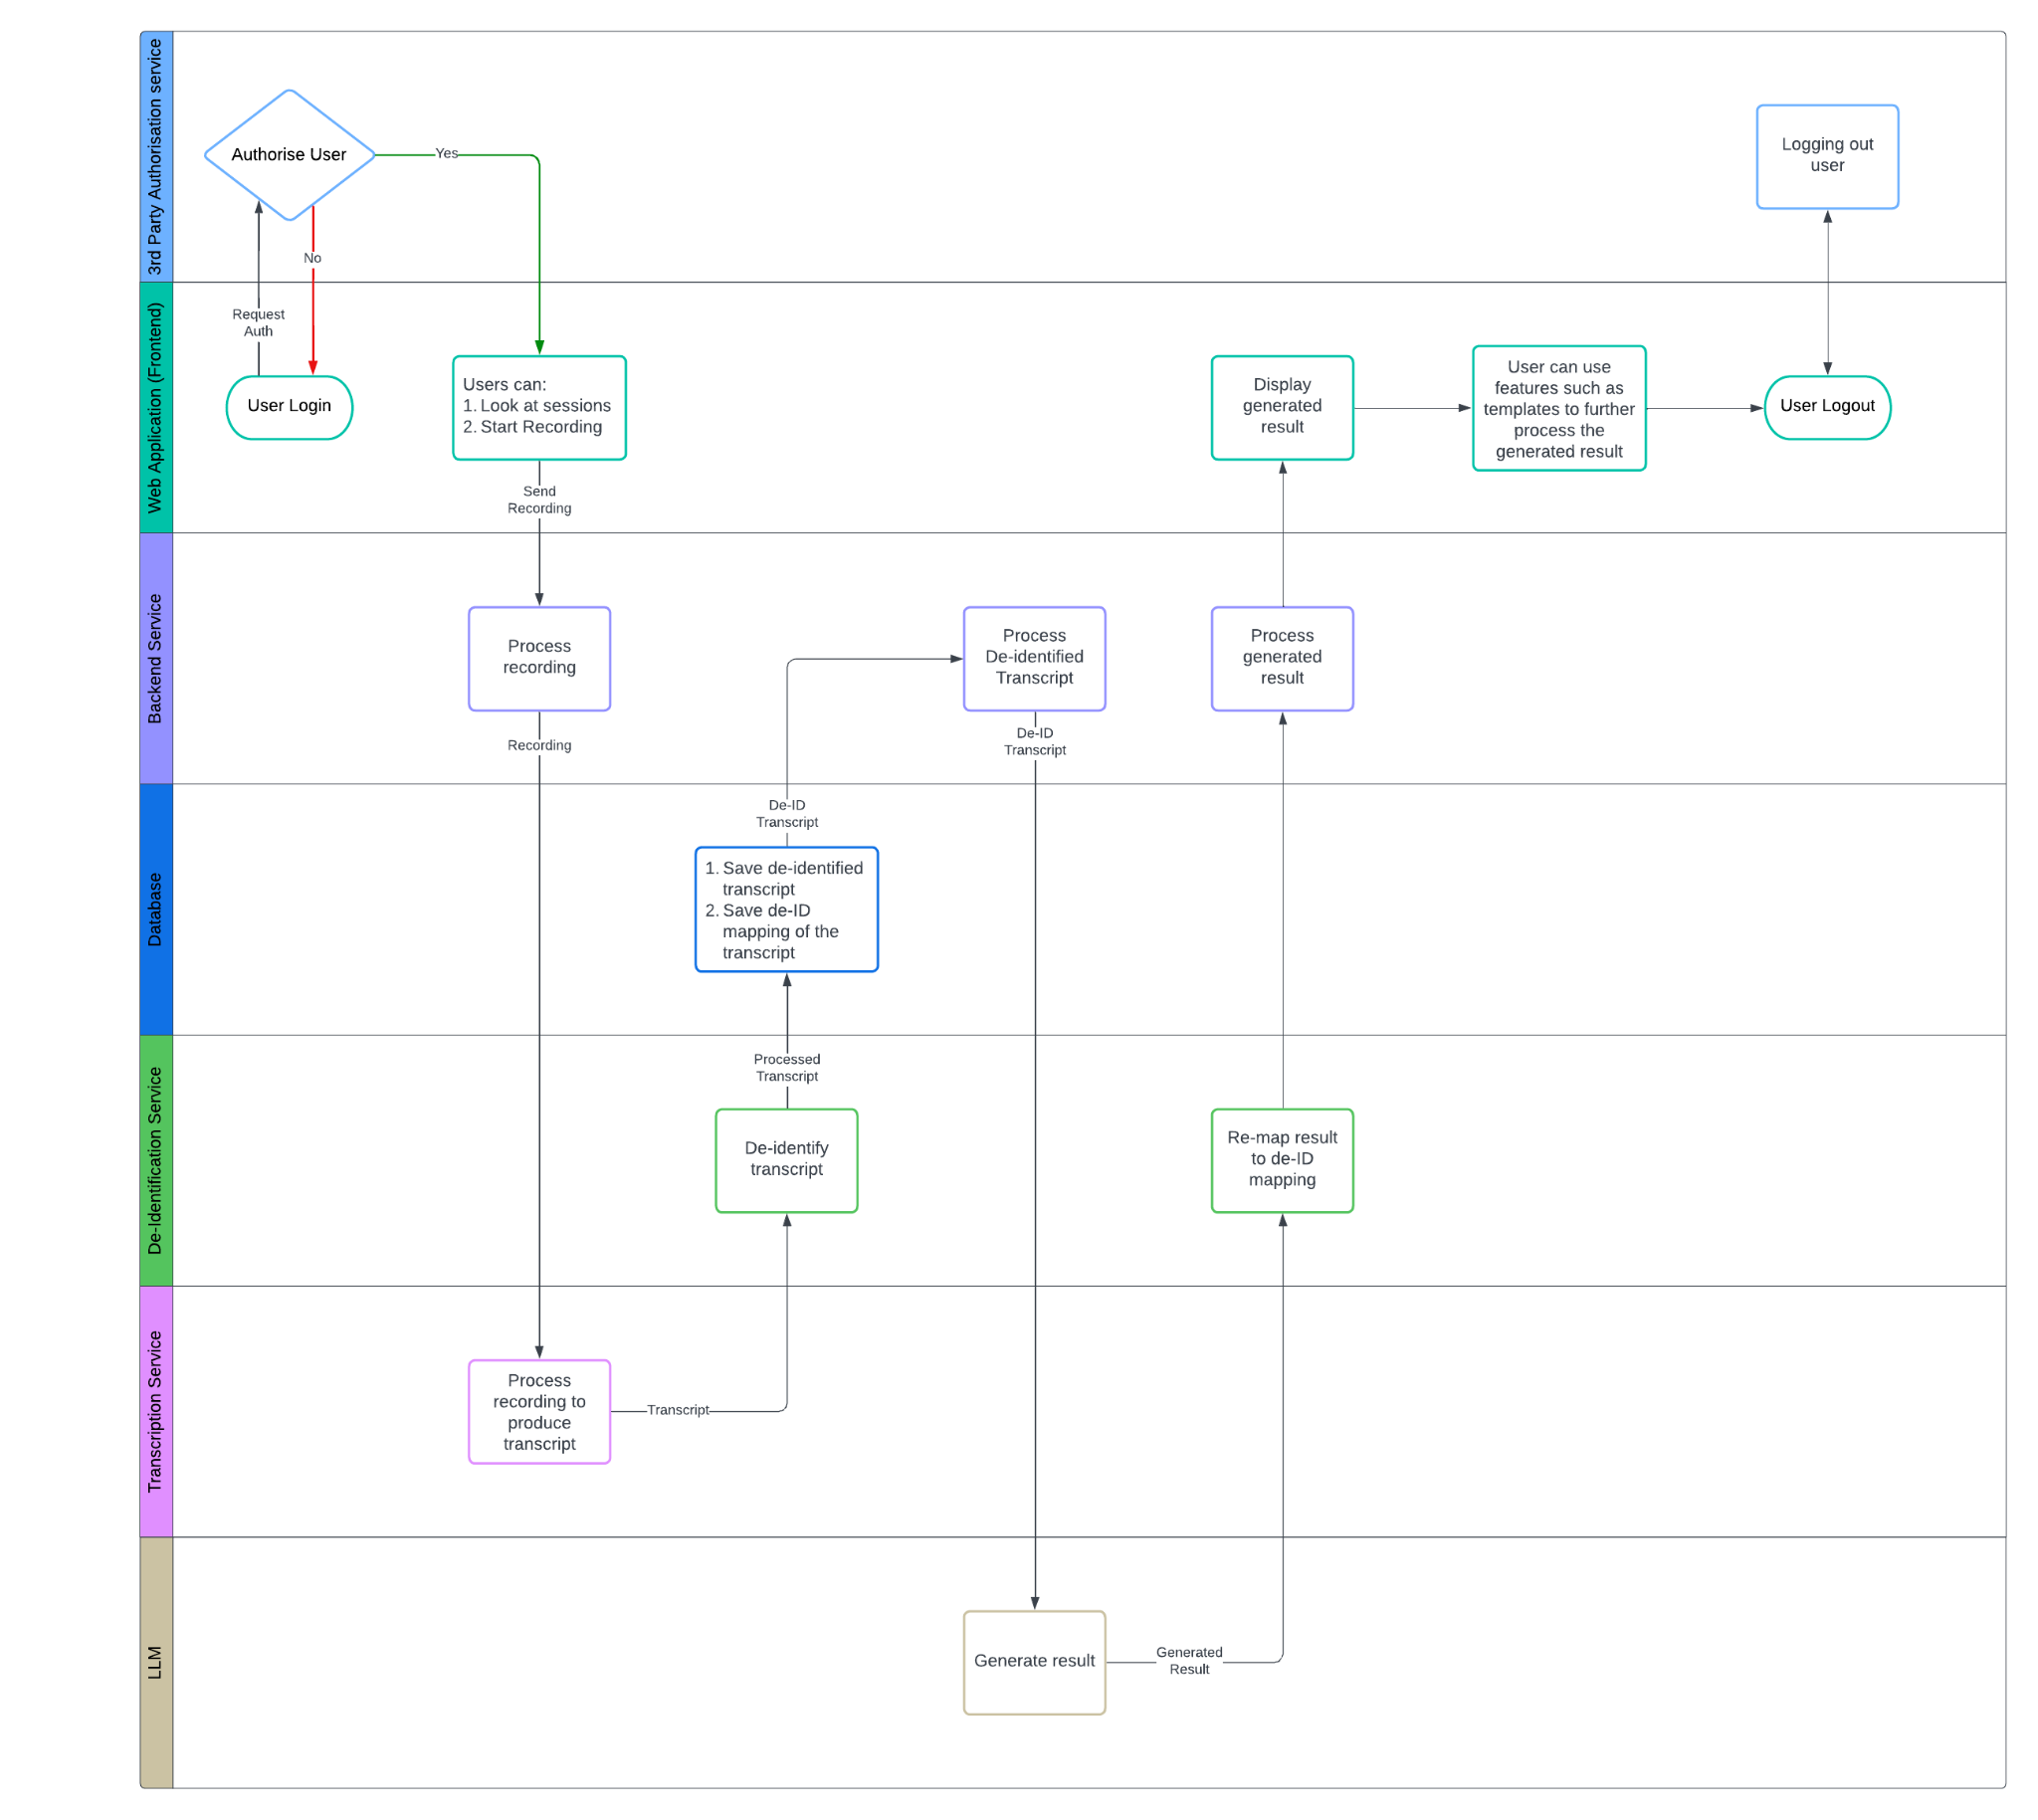 3rd Party Authorisation service
Authorise User
Yes
No
Logging out
user
Web Application (Frontend)
Request
Auth
User Login
Users can:
1. Look at sessions
2. Start Recording
Send
Recording
Display
generated
result
User can use
features such as
templates to further
process the
generated result
User Logout
Backend Service
Process
recording
Recording
Process
De-identified
Transcript
De-ID
Transcript
Process
generated
result
Database
De-ID
Transcript
1. Save de-identified
transcript
2. Save de-ID
mapping of the
transcript
De-Identification Service
Processed
Transcript
De-identify
transcript
Re-map result
to de-ID
mapping
Transcription Service
Process
recording to
produce
transcript
Transcript
LLM
Generate result
Generated
Result